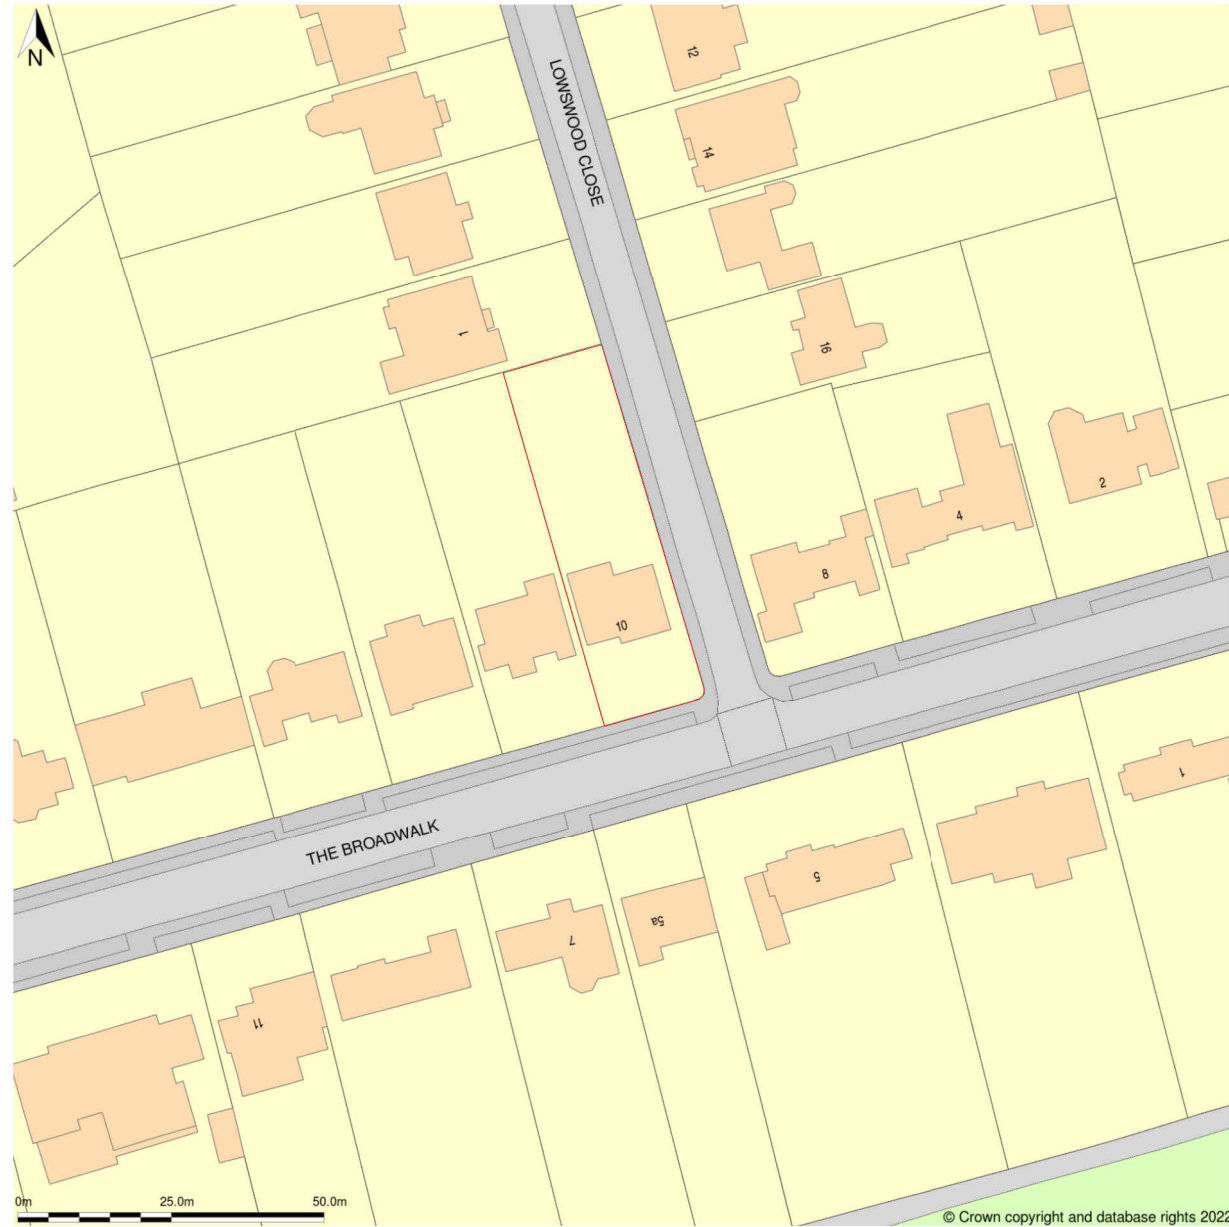 N
LOWSWOOD CLOSE
12
14
1
16
2
4
8
10
THE BROADWALK
1
5
5a
7
11
0m 25.0m 50.0m
© Crown copyright and database rights 2022